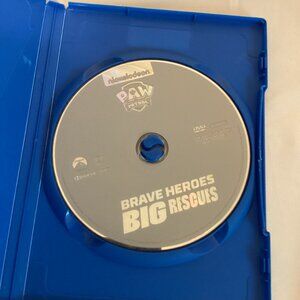 nickelodeon
PAW
PATROL
BRAVE HEROES
BIG RESCUES